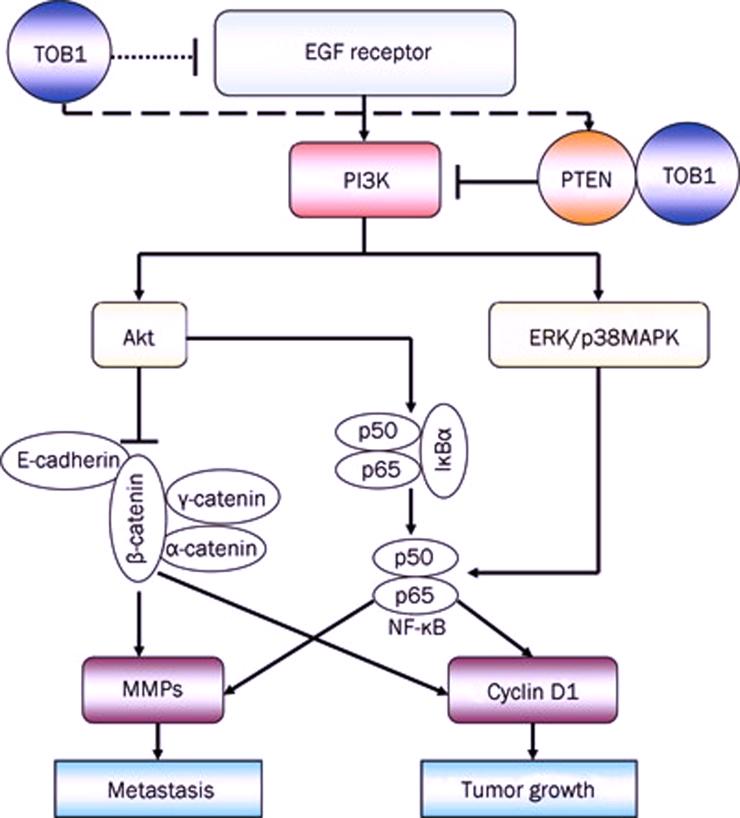 TOB1
EGF receptor
PI3K
PTEN
TOB1
Akt
ERK/p38MAPK
p50
p65
IκBα
E-cadherin
β-catenin
γ-catenin
α-catenin
p50
p65
NF-κB
MMPs
Cyclin D1
Metastasis
Tumor growth